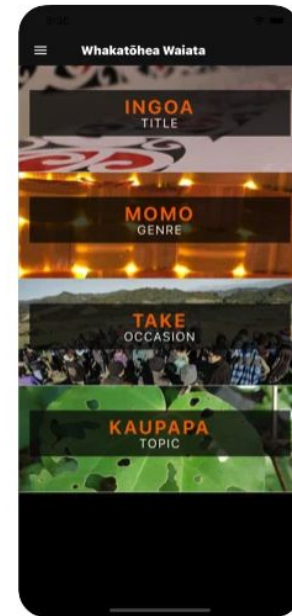 Whakatōhea Waiata
INGOA
TITLE
MOMO
GENRE
TAKE
OCCASION
KAUPAPA
TOPIC